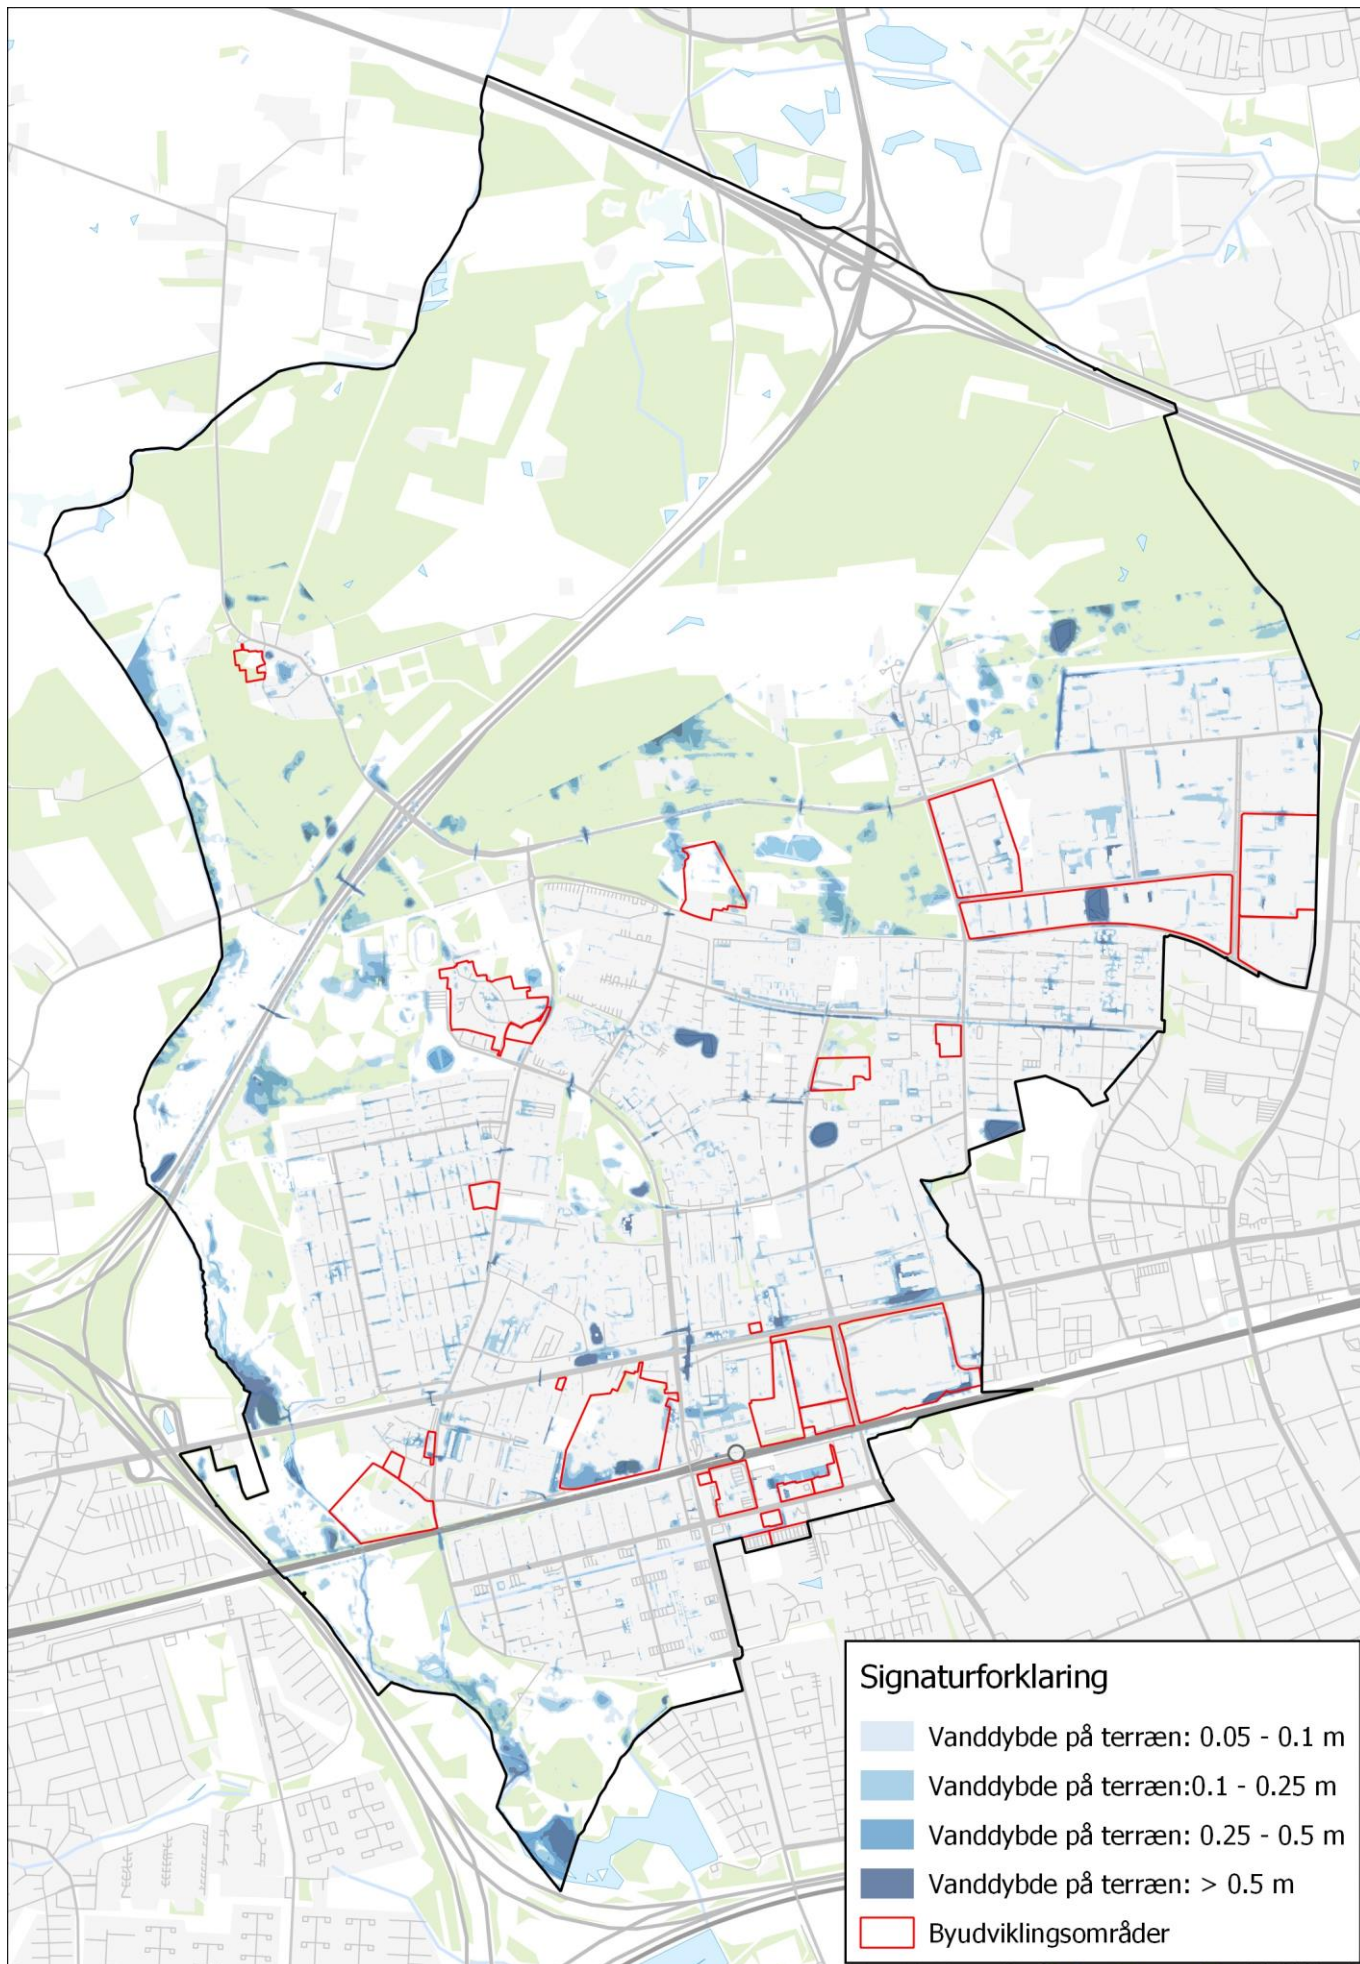 Signaturforklaring
Vanddybde på terræn: 0.05 - 0.1 m
Vanddybde på terræn:0.1 - 0.25 m
Vanddybde på terræn: 0.25 - 0.5 m
Vanddybde på terræn: > 0.5 m
Byudviklingsområder